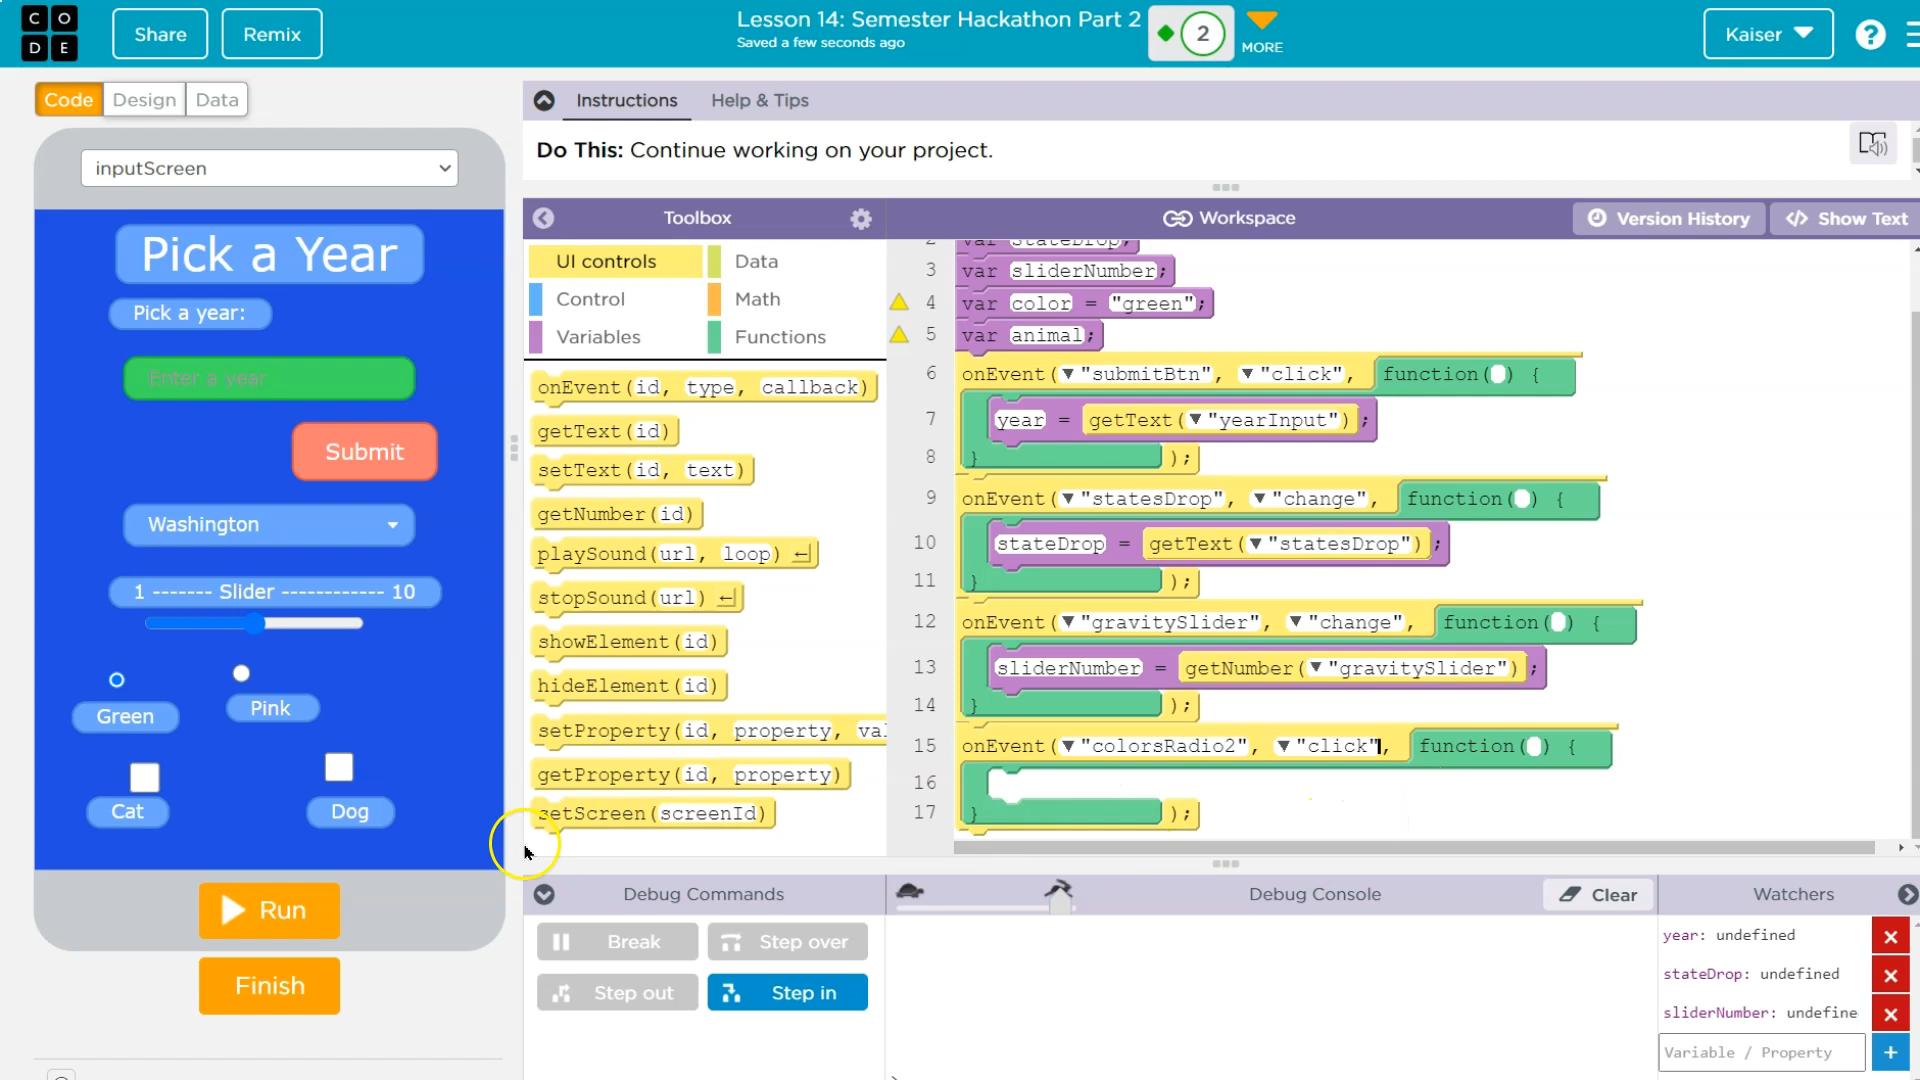 C O
D E
Share
Remix
Lesson 14: Semester Hackathon Part 2
Saved a few seconds ago
2
MORE
Kaiser
?
Code
Design
Data
Instructions
Help & Tips
Do This: Continue working on your project.
inputScreen
Pick a Year
Pick a year:
Enter a year
Submit
Washington
1 ------- Slider ------------ 10
Green
Pink
Cat
Dog
Run
Finish
Toolbox
UI controls
Data
Control
Math
Variables
Functions
onEvent(id, type, callback)
getText(id)
setText(id, text)
getNumber(id)
playSound(url, loop)
stopSound(url)
showElement(id)
hideElement(id)
setProperty(id, property, val
getProperty(id, property)
setScreen(screenId)
Workspace
Version History
Show Text
2 var stateDrop;
3 var sliderNumber;
4 var color = "green";
5 var animal;
6 onEvent("submitBtn", "click", function() {
7 year = getText("yearInput");
8 } );
9 onEvent("statesDrop", "change", function() {
10 stateDrop = getText("statesDrop");
11 } );
12 onEvent("gravitySlider", "change", function() {
13 sliderNumber = getNumber("gravitySlider");
14 } );
15 onEvent("colorsRadio2", "click", function() {
16
17 } );
Debug Commands
Break
Step over
Step out
Step in
Debug Console
Clear
Watchers
year: undefined
stateDrop: undefined
sliderNumber: undefine
Variable / Property